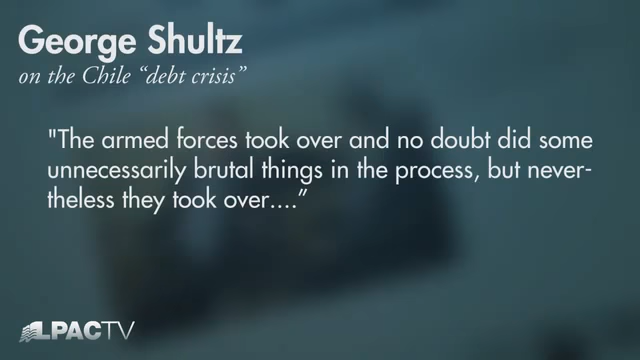 George Shultz
on the Chile “debt crisis”
"The armed forces took over and no doubt did some
unnecessarily brutal things in the process, but never-
theless they took over....”
LPACTV